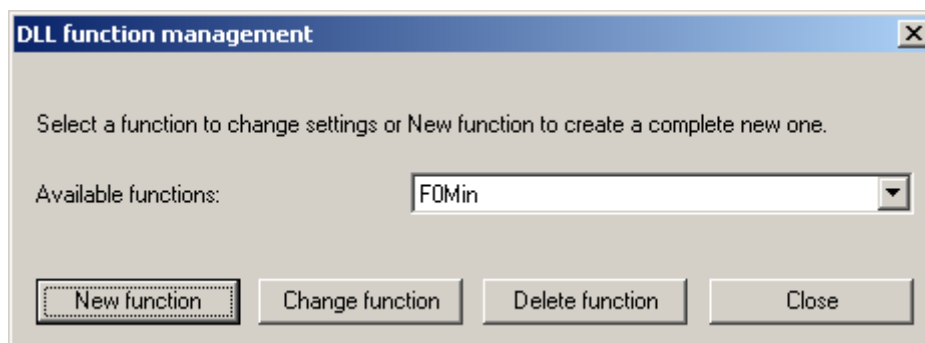 DLL function management
Select a function to change settings or New function to create a complete new one.
Available functions:
F0Min
New function
Change function
Delete function
Close